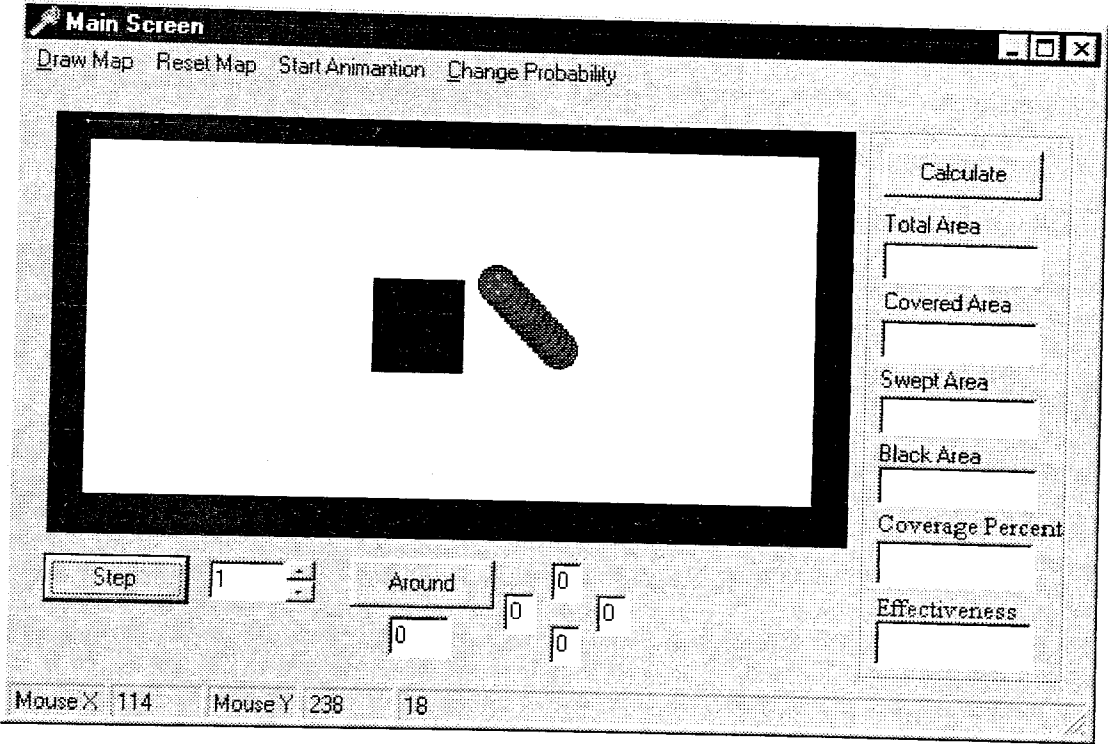 Main Screen
Draw Map Reset Map Start Animantion Change Probability
Calculate
Total Area
Covered Area
Swept Area
Black Area
Coverage Percent
Effectiveness
Step 1 Around 0 0 0
0 0
Mouse X 114 Mouse Y 238 18